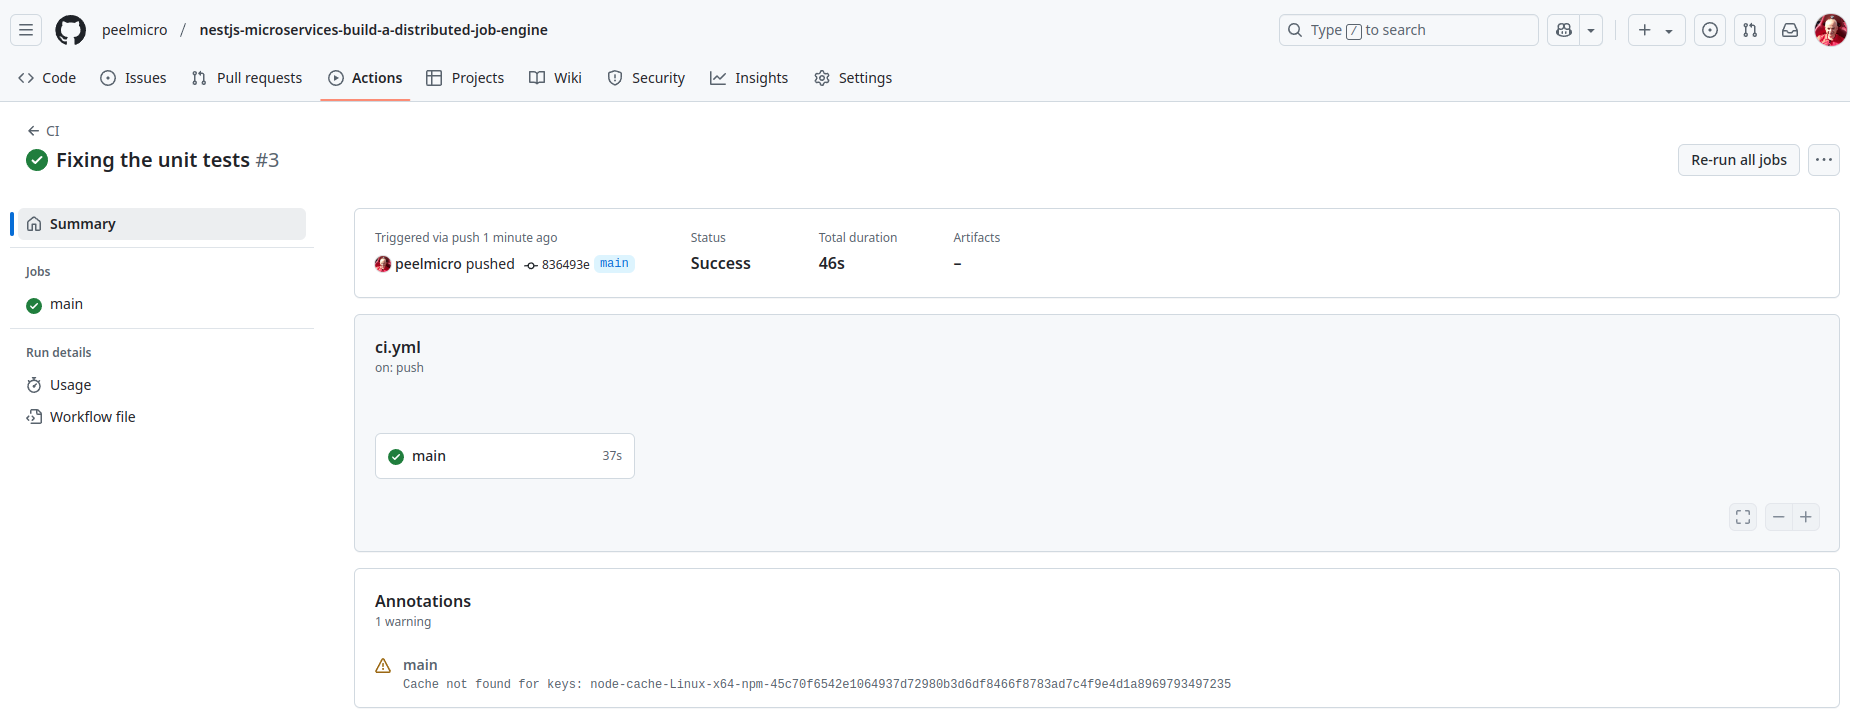 peelmicro / nestjs-microservices-build-a-distributed-job-engine
Type / to search
Code Issues Pull requests Actions Projects Wiki Security Insights Settings
CI
Fixing the unit tests #3
Re-run all jobs
Summary
Jobs
main
Run details
Usage
Workflow file
Triggered via push 1 minute ago
peelmicro pushed 836493e main
Status
Success
Total duration
46s
Artifacts
–
ci.yml
on: push
main 37s
Annotations
1 warning
main
Cache not found for keys: node-cache-Linux-x64-npm-45c70f6542e1064937d72980b3d6df8466f8783ad7c4f9e4d1a8969793497235